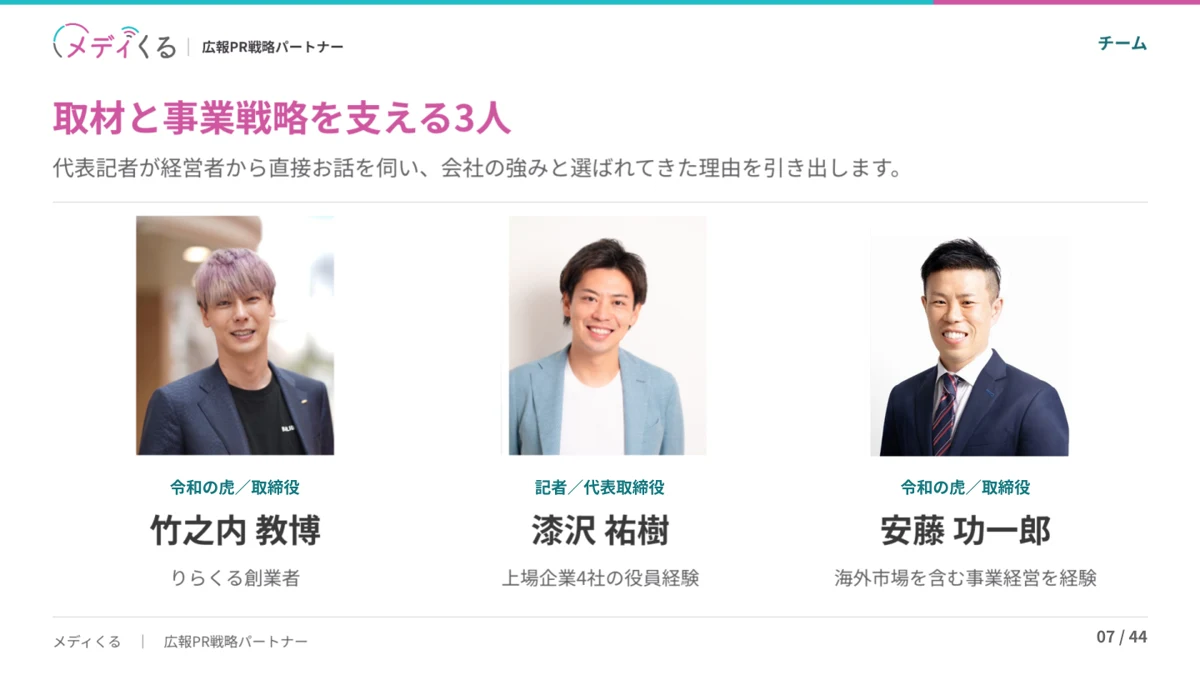 メディくる
広報PR戦略パートナー
チーム
取材と事業戦略を支える3人
代表記者が経営者から直接お話を伺い、会社の強みと選ばれてきた理由を引き出します。
令和の虎／取締役
竹之内 教博
りらくる創業者
記者／代表取締役
漆沢 祐樹
上場企業4社の役員経験
令和の虎／取締役
安藤 功一郎
海外市場を含む事業経営を経験
メディくる ｜ 広報PR戦略パートナー
07 / 44